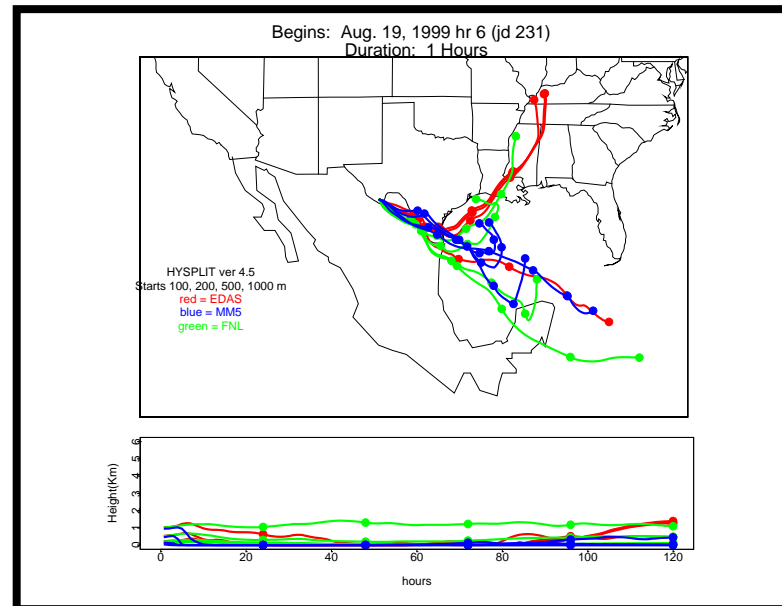 Begins: Aug. 19, 1999 hr 6 (jd 231)
Duration: 1 Hours
HYSPLIT ver 4.5
Starts 100, 200, 500, 1000 m
red = EDAS
blue = MM5
green = FNL
Height(Km)
6
5
4
3
2
1
0
0 20 40 60 80 100 120
hours